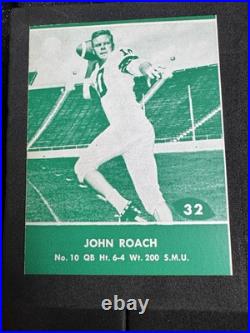 32
JOHN ROACH
No. 10 QB Ht. 6-4 Wt. 200 S.M.U.